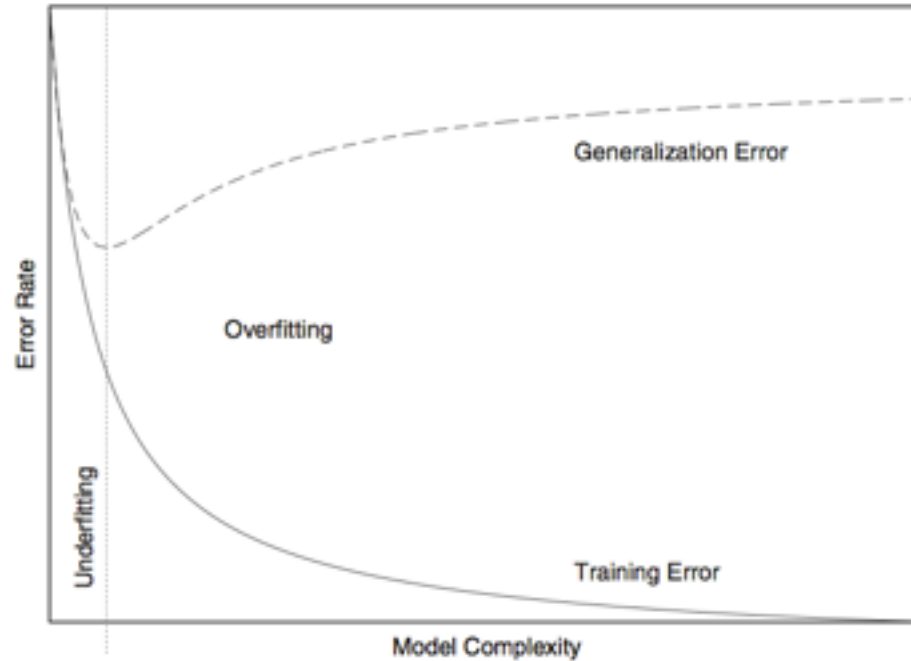 Generalization Error
Overfitting
Error Rate
Underfitting
Training Error
Model Complexity